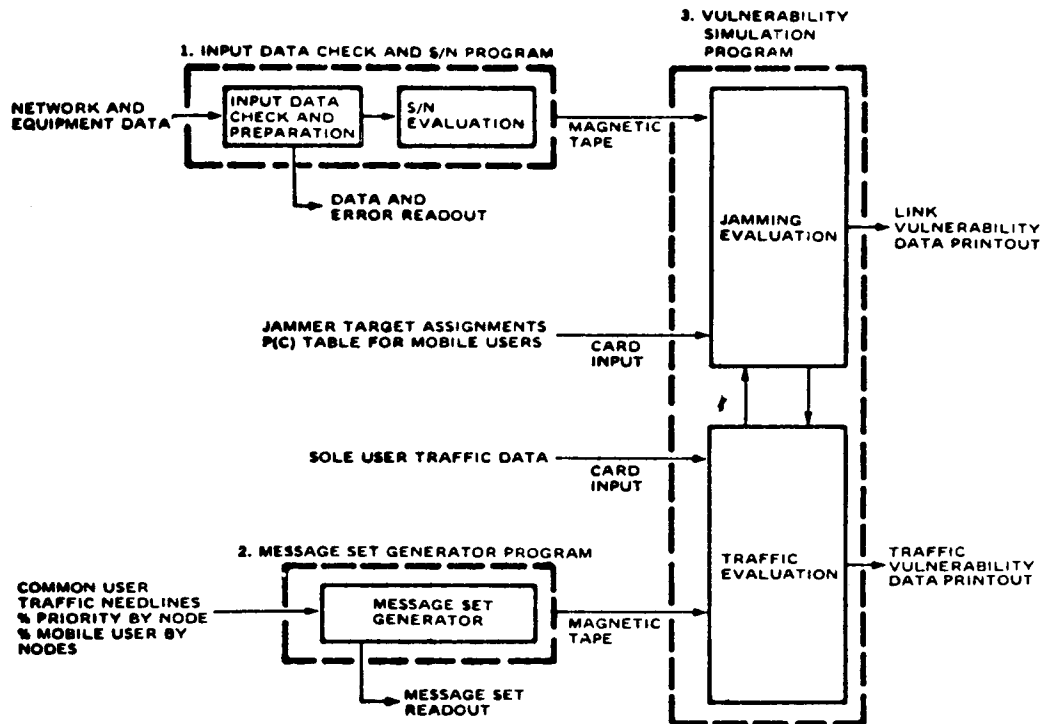 3. VULNERABILITY
SIMULATION
PROGRAM
1. INPUT DATA CHECK AND S/N PROGRAM
NETWORK AND
EQUIPMENT DATA
INPUT DATA
CHECK AND
PREPARATION
S/N
EVALUATION
MAGNETIC
TAPE
DATA AND
ERROR READOUT
JAMMING
EVALUATION
LINK
VULNERABILITY
DATA PRINTOUT
JAMMER TARGET ASSIGNMENTS
P(C) TABLE FOR MOBILE USERS
CARD
INPUT
SOLE USER TRAFFIC DATA
CARD
INPUT
2. MESSAGE SET GENERATOR PROGRAM
COMMON USER
TRAFFIC NEEDLINES
% PRIORITY BY NODE
% MOBILE USER BY
NODES
MESSAGE SET
GENERATOR
MAGNETIC
TAPE
MESSAGE SET
READOUT
TRAFFIC
EVALUATION
TRAFFIC
VULNERABILITY
DATA PRINTOUT